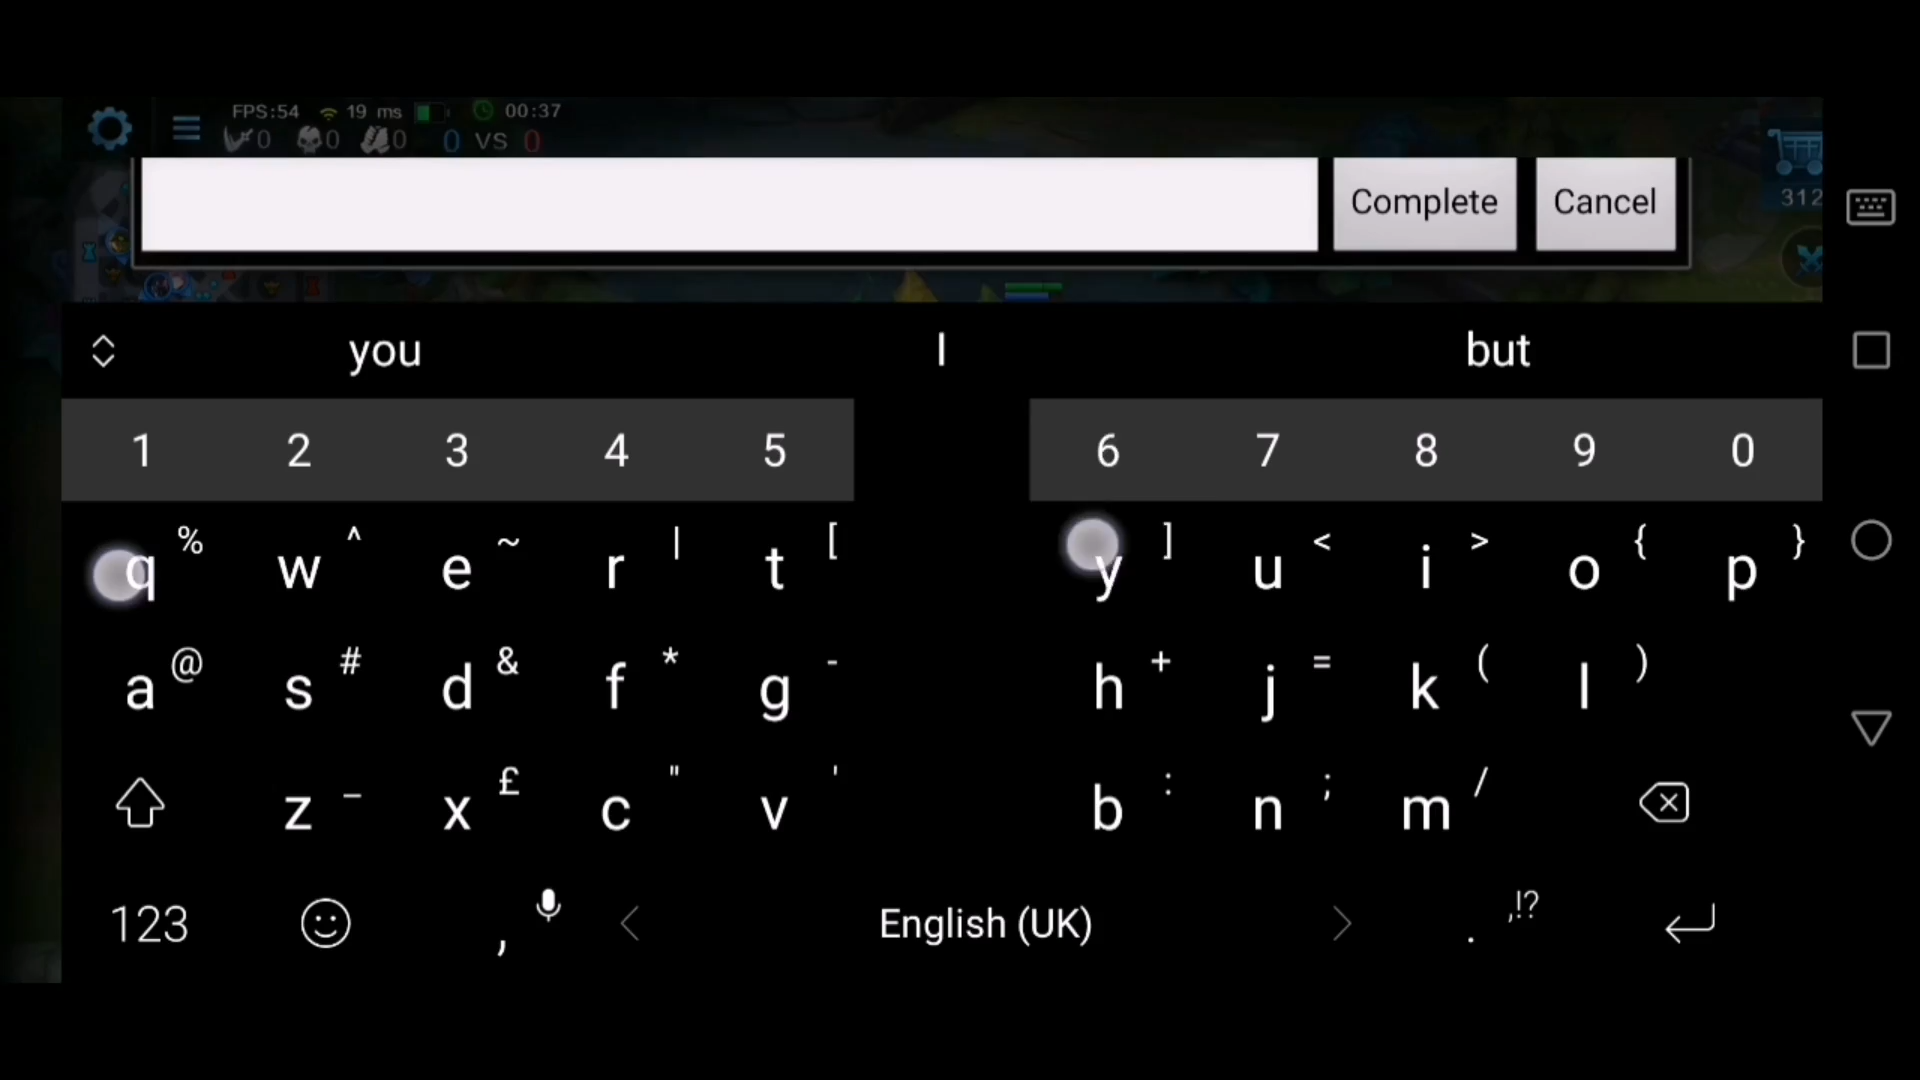 FPS:54 19 ms 00:37
0 0 0 0 VS 0
Complete Cancel
312
you I but
1 2 3 4 5 6 7 8 9 0
q % w ^ e ~ r | t [ y ] u < i > o { p }
a @ s # d & f * g - h + j = k ( l )
z _ x £ c " v ' b : n ; m /
123 , < English (UK) > . ,!?